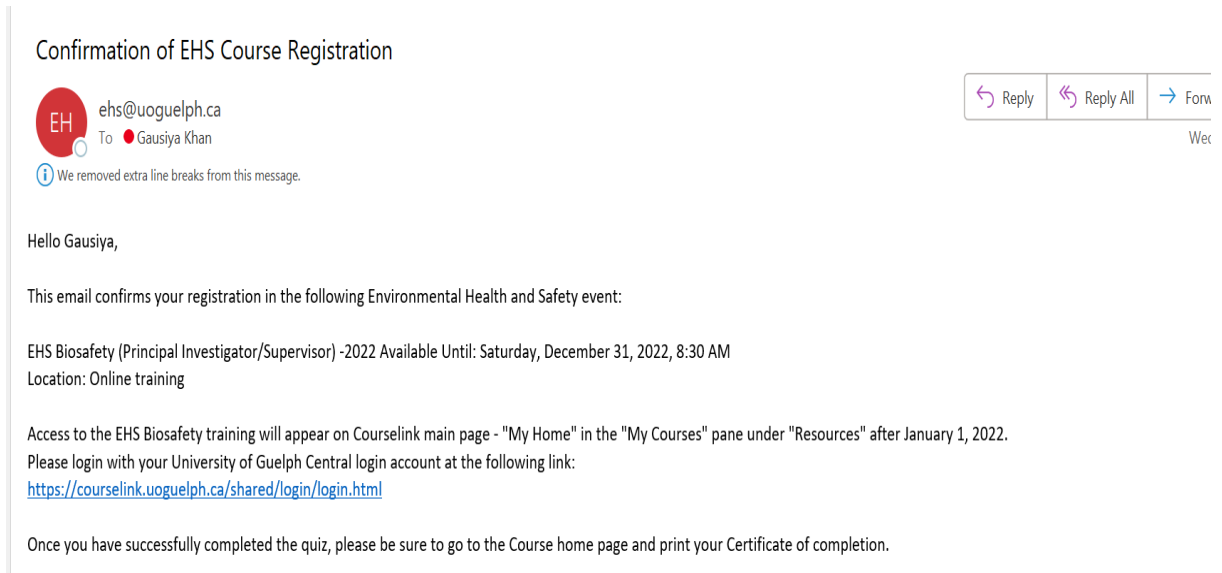 Confirmation of EHS Course Registration
EH
ehs@uoguelph.ca
To Gausiya Khan
Reply
Reply All
Forw
Wed
We removed extra line breaks from this message.
Hello Gausiya,
This email confirms your registration in the following Environmental Health and Safety event:
EHS Biosafety (Principal Investigator/Supervisor) -2022 Available Until: Saturday, December 31, 2022, 8:30 AM
Location: Online training
Access to the EHS Biosafety training will appear on Courselink main page - "My Home" in the "My Courses" pane under "Resources" after January 1, 2022.
Please login with your University of Guelph Central login account at the following link:
https://courselink.uoguelph.ca/shared/login/login.html
Once you have successfully completed the quiz, please be sure to go to the Course home page and print your Certificate of completion.